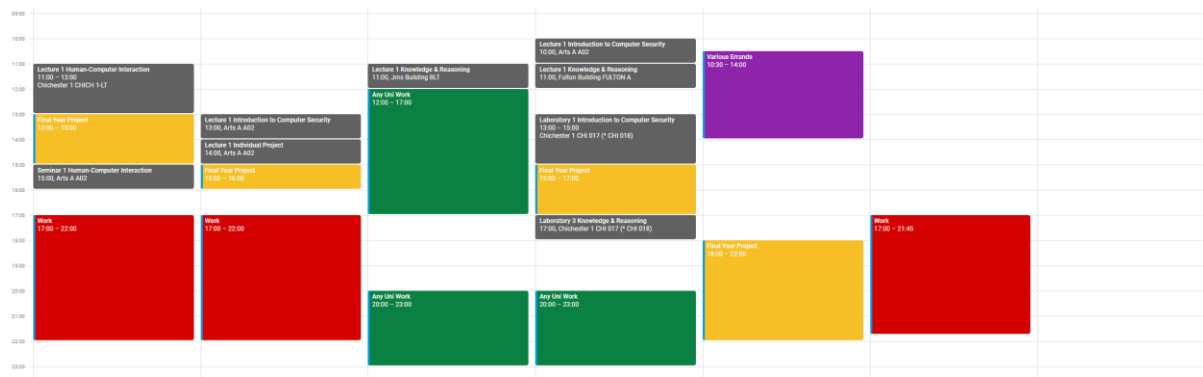 09:00
10:00
11:00
12:00
13:00
14:00
15:00
16:00
17:00
18:00
19:00
20:00
21:00
22:00
23:00
Lecture 1 Human-Computer Interaction
11:00 – 13:00
Chichester 1 CHICH 1-LT
Final Year Project
13:00 – 15:00
Seminar 1 Human-Computer Interaction
15:00, Arts A A02
Work
17:00 – 22:00
Lecture 1 Introduction to Computer Security
13:00, Arts A A02
Lecture 1 Individual Project
14:00, Arts A A02
Final Year Project
15:00 – 16:00
Work
17:00 – 22:00
Lecture 1 Knowledge & Reasoning
11:00, Jms Building BLT
Any Uni Work
12:00 – 17:00
Any Uni Work
20:00 – 23:00
Lecture 1 Introduction to Computer Security
10:00, Arts A A02
Lecture 1 Knowledge & Reasoning
11:00, Fulton Building FULTON A
Laboratory 1 Introduction to Computer Security
13:00 – 15:00
Chichester 1 CHI 017 (* CHI 018)
Final Year Project
15:00 – 17:00
Laboratory 3 Knowledge & Reasoning
17:00, Chichester 1 CHI 017 (* CHI 018)
Any Uni Work
20:00 – 23:00
Various Errands
10:30 – 14:00
Final Year Project
18:00 – 22:00
Work
17:00 – 21:45